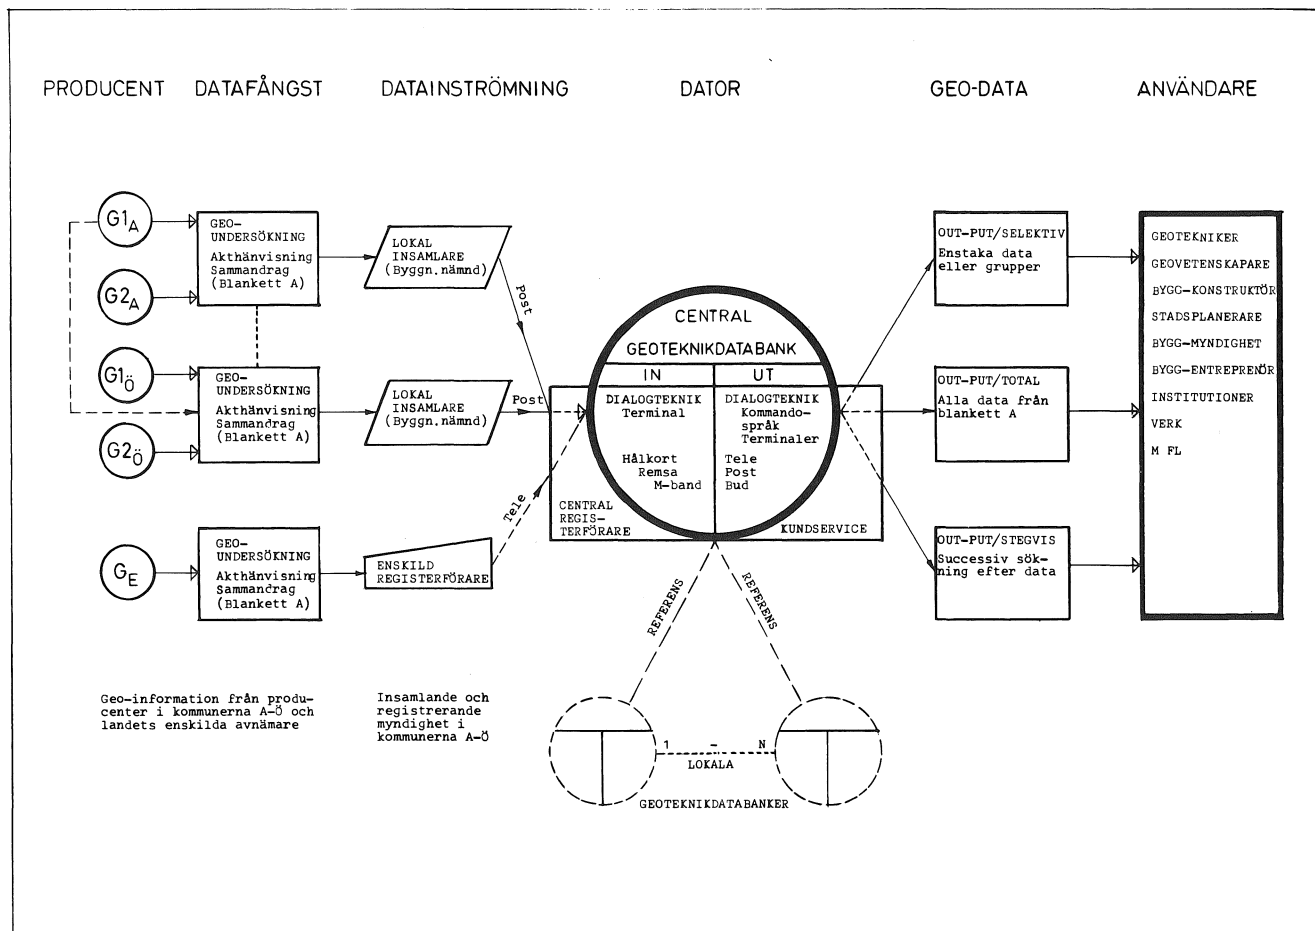 PRODUCENT DATAFÅNGST DATAINSTRÖMNING DATOR GEO-DATA ANVÄNDARE
G1A
G2A
G1Ö
G2Ö
GE
GEO-
UNDERSÖKNING
Akthänvisning
Sammandrag
(Blankett A)
GEO-
UNDERSÖKNING
Akthänvisning
Sammandrag
(Blankett A)
GEO-
UNDERSÖKNING
Akthänvisning
Sammandrag
(Blankett A)
LOKAL
INSAMLARE
(Byggn.nämnd)
LOKAL
INSAMLARE
(Byggn.nämnd)
ENSKILD
REGISTERFÖRARE
Post
Post
Tele
CENTRAL
GEOTEKNIKDATABANK
IN
DIALOGTEKNIK
Terminal
Hålkort
Remsa
M-band
UT
DIALOGTEKNIK
Kommando-
språk
Terminaler
Tele
Post
Bud
CENTRAL
REGIS-
TERFÖRARE
KUNDSERVICE
REFERENS
REFERENS
1 - N
LOKALA
GEOTEKNIKDATABANKER
OUT-PUT/SELEKTIV
Enstaka data
eller grupper
OUT-PUT/TOTAL
Alla data från
blankett A
OUT-PUT/STEGVIS
Successiv sök-
ning efter data
GEOTEKNIKER
GEOVETENSKAPARE
BYGG-KONSTRUKTÖR
STADSPLANERARE
BYGG-MYNDIGHET
BYGG-ENTREPRENÖR
INSTITUTIONER
VERK
M FL
Geo-information från produ-
center i kommunerna A-Ö och
landets enskilda avnämare
Insamlande och
registrerande
myndighet i
kommunerna A-Ö